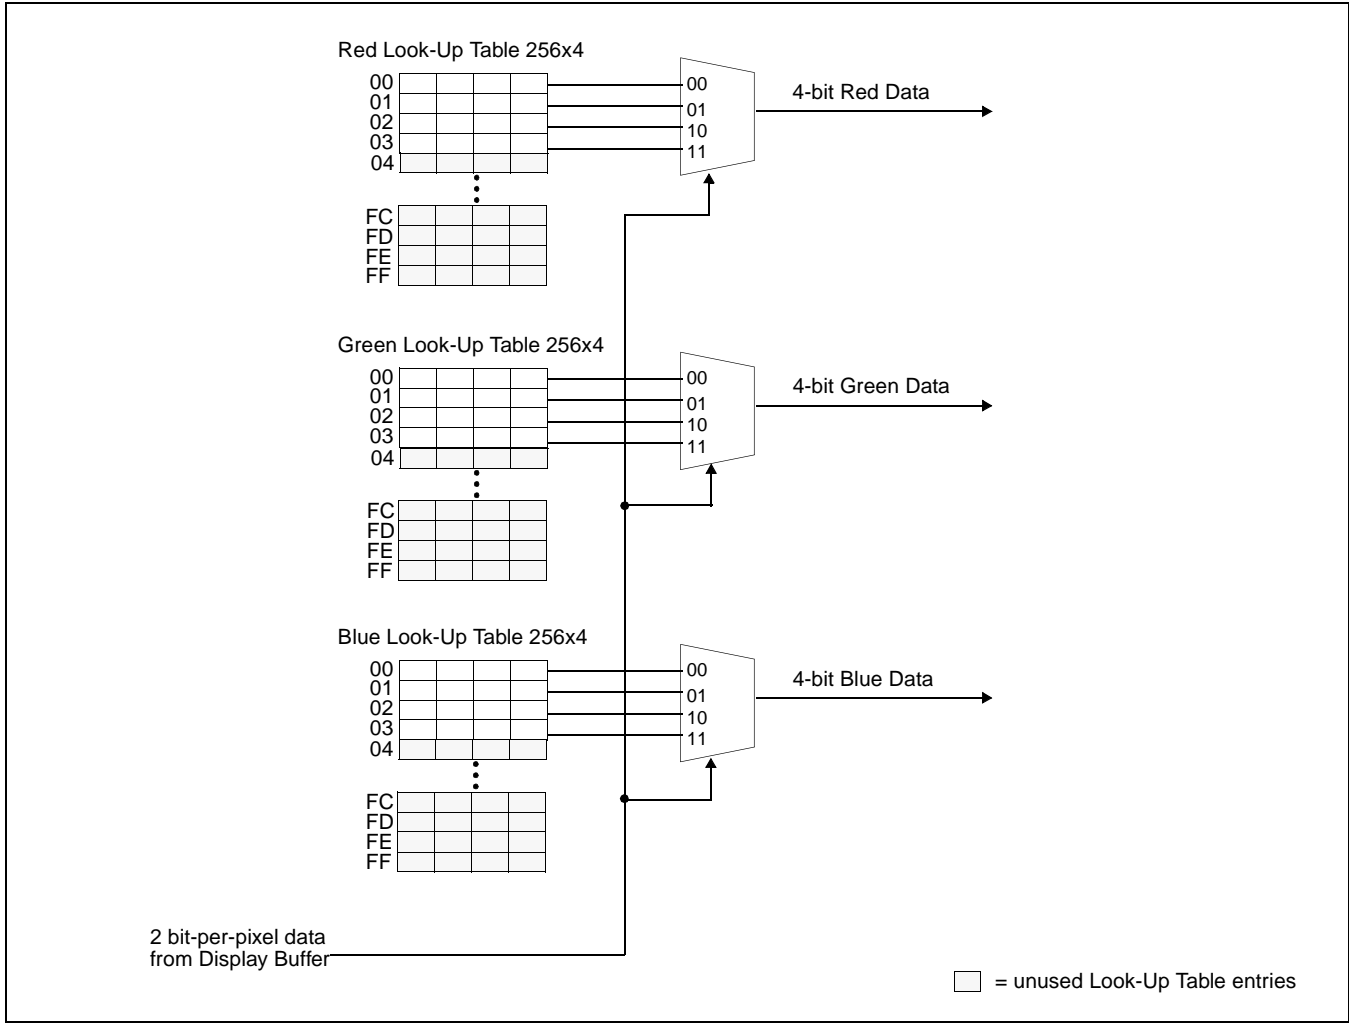 Red Look-Up Table 256x4
00
01
02
03
04
FC
FD
FE
FF
00
01
10
11
4-bit Red Data
Green Look-Up Table 256x4
00
01
02
03
04
FC
FD
FE
FF
00
01
10
11
4-bit Green Data
Blue Look-Up Table 256x4
00
01
02
03
04
FC
FD
FE
FF
00
01
10
11
4-bit Blue Data
2 bit-per-pixel data
from Display Buffer
= unused Look-Up Table entries